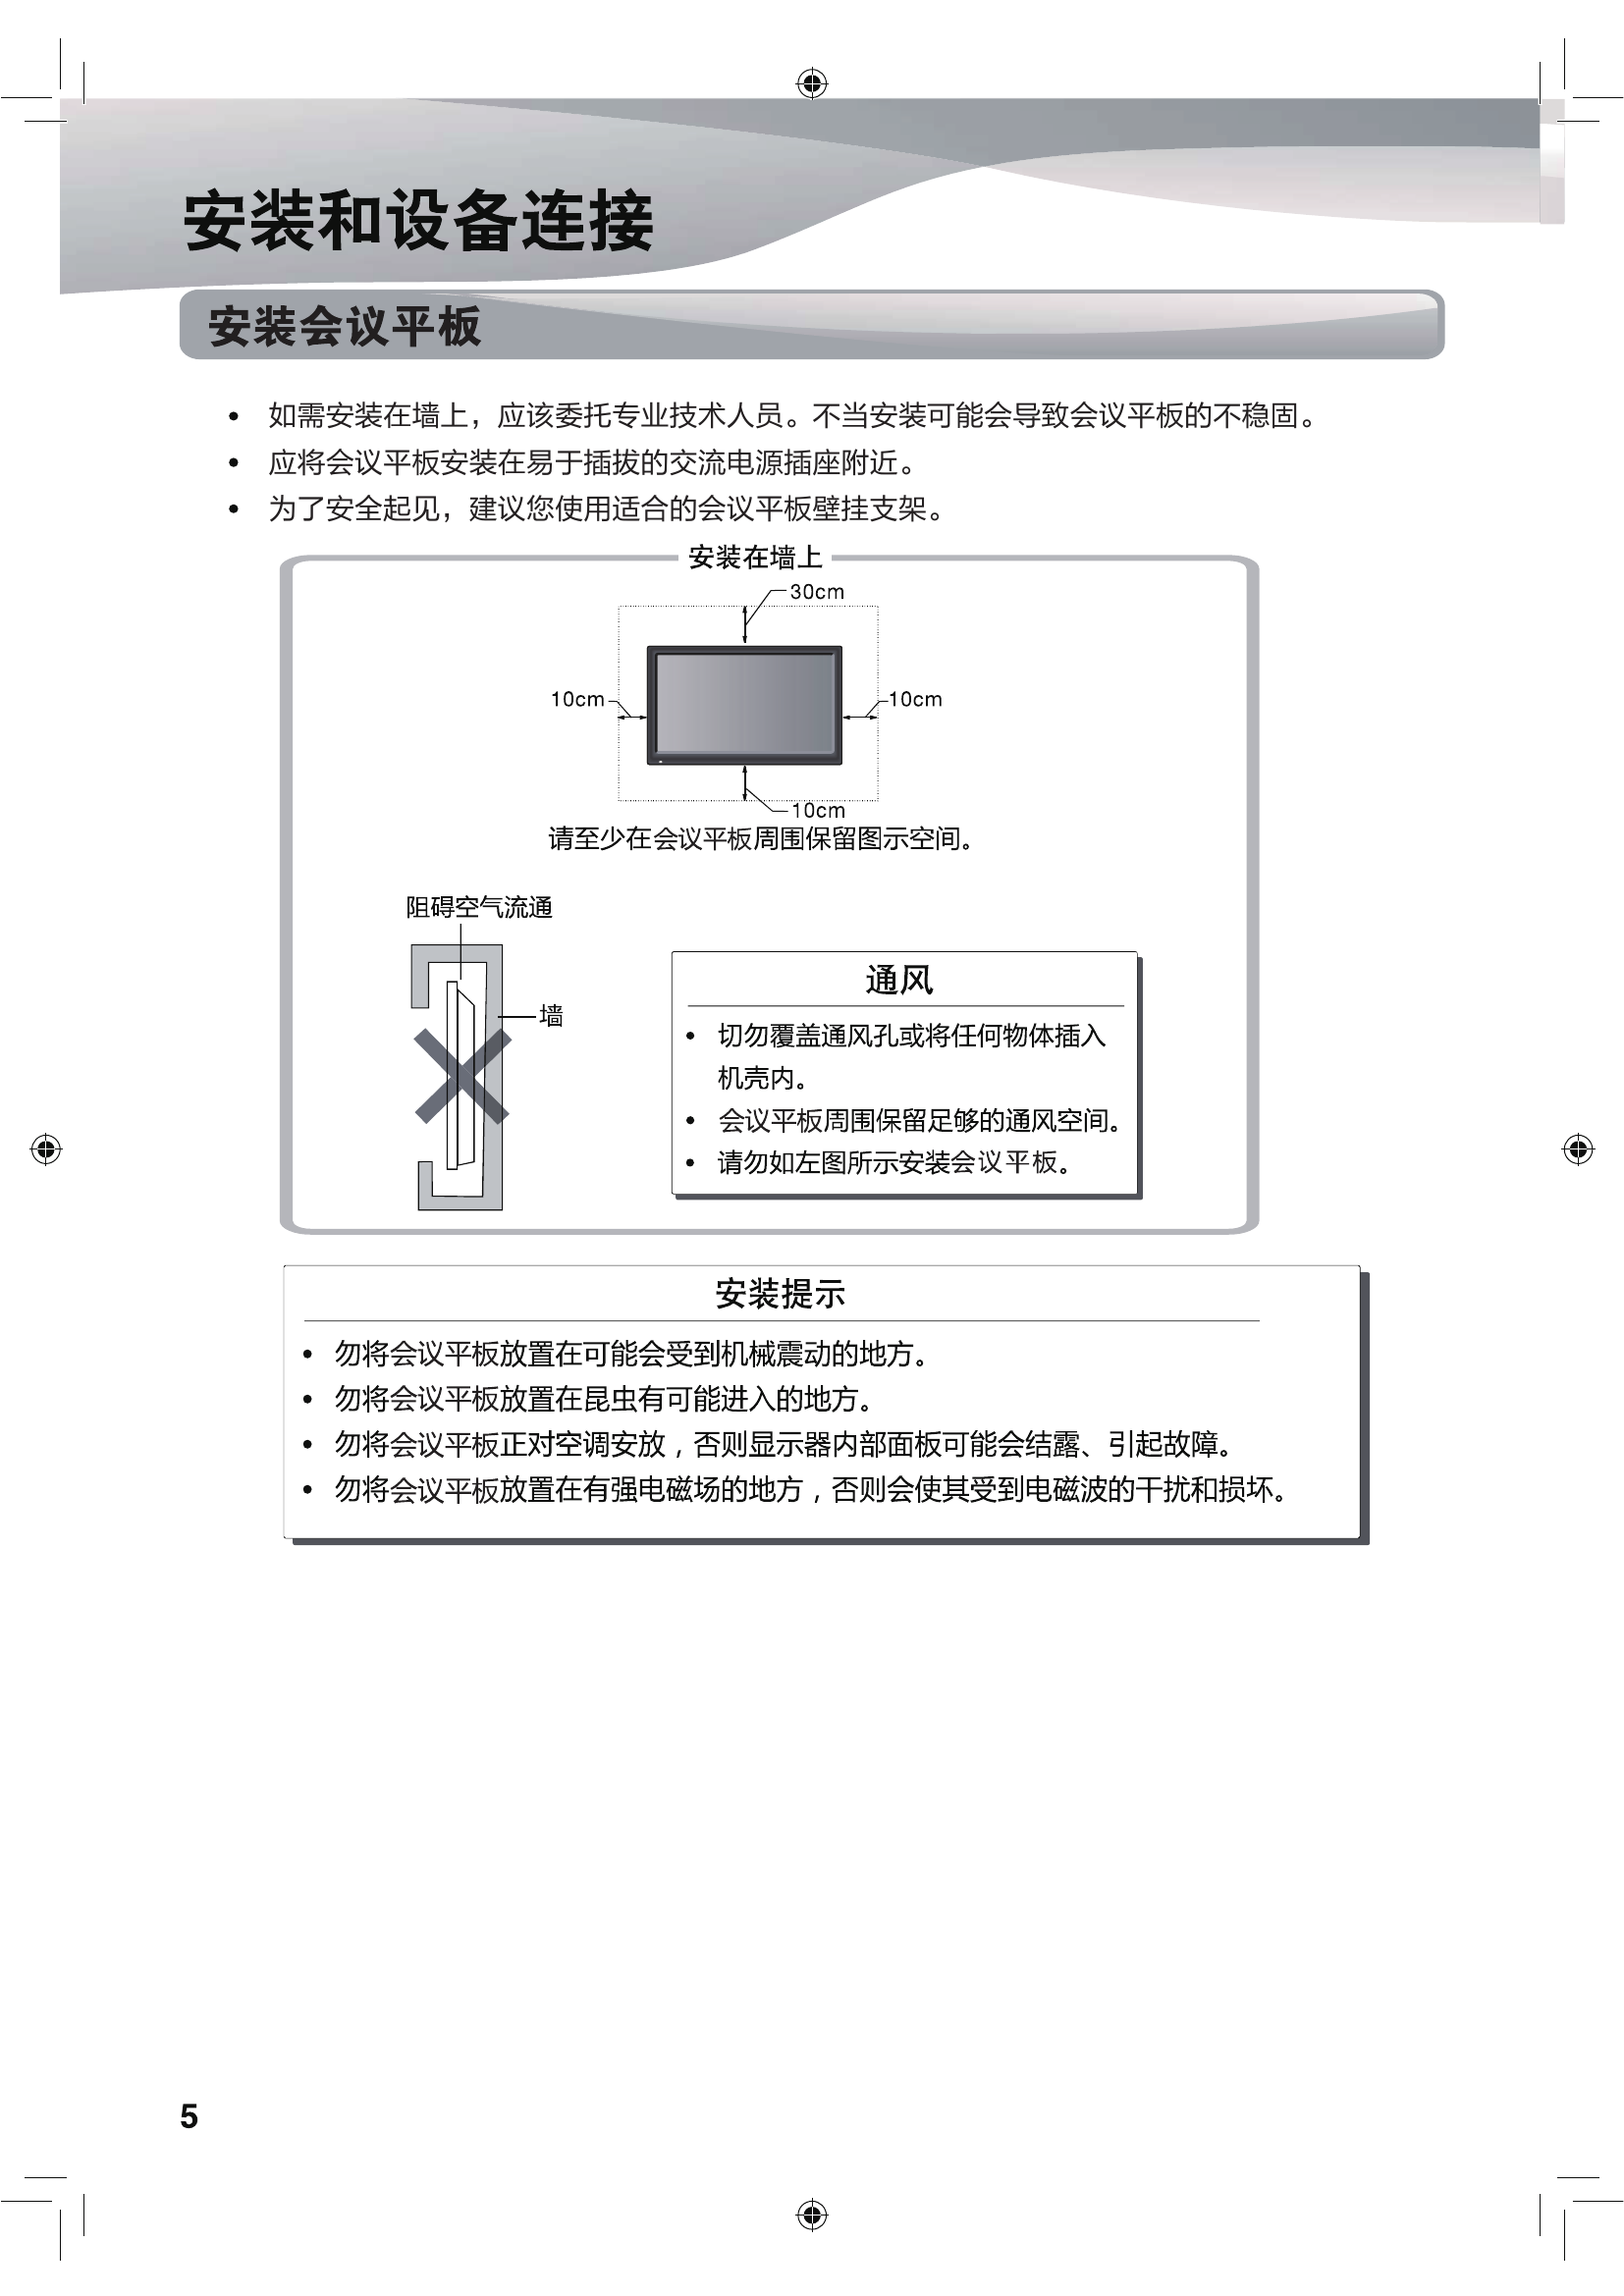 安装和设备连接
安装会议平板
• 如需安装在墙上，应该委托专业技术人员。不当安装可能会导致会议平板的不稳固。
• 应将会议平板安装在易于插拔的交流电源插座附近。
• 为了安全起见，建议您使用适合的会议平板壁挂支架。
安装在墙上
30cm
10cm
10cm
10cm
请至少在会议平板周围保留图示空间。
阻碍空气流通
墙
通风
• 切勿覆盖通风孔或将任何物体插入
机壳内。
• 会议平板周围保留足够的通风空间。
• 请勿如左图所示安装会议平板。
安装提示
• 勿将会议平板放置在可能会受到机械震动的地方。
• 勿将会议平板放置在昆虫有可能进入的地方。
• 勿将会议平板正对空调安放，否则显示器内部面板可能会结露、引起故障。
• 勿将会议平板放置在有强电磁场的地方，否则会使其受到电磁波的干扰和损坏。
5